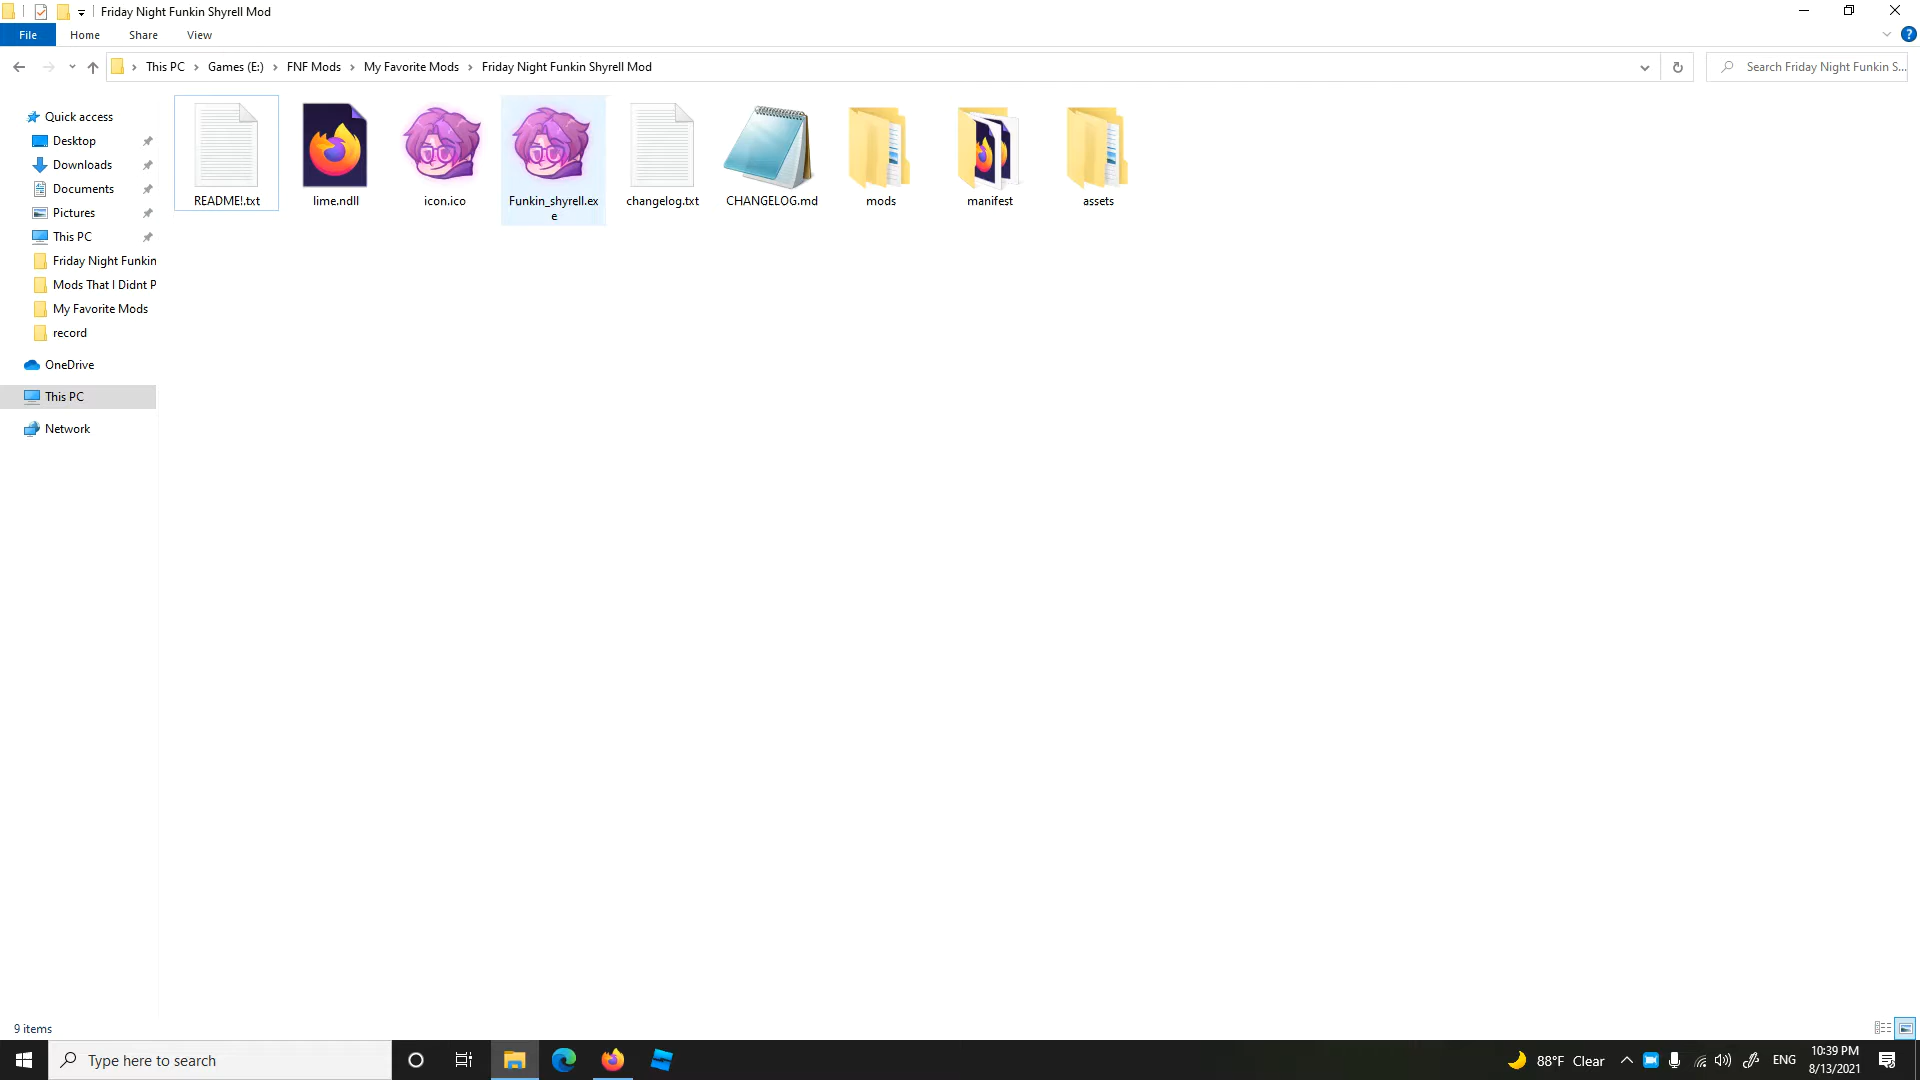 Friday Night Funkin Shyrell Mod
File Home Share View
This PC Games (E:) FNF Mods My Favorite Mods Friday Night Funkin Shyrell Mod
Search Friday Night Funkin S...
Quick access
Desktop
Downloads
Documents
Pictures
This PC
Friday Night Funkin
Mods That I Didnt P
My Favorite Mods
record
OneDrive
This PC
Network
README!.txt
lime.ndll
icon.ico
Funkin_shyrell.ex
e
changelog.txt
CHANGELOG.md
mods
manifest
assets
9 items
Type here to search
88°F Clear
ENG
10:39 PM
8/13/2021